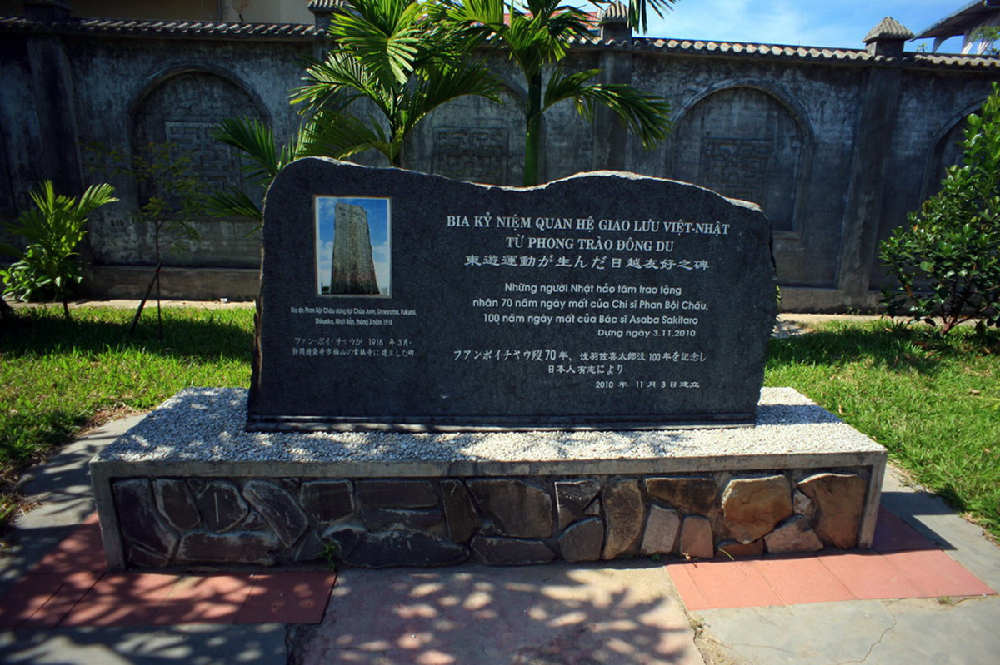 BIA KỶ NIỆM QUAN HỆ GIAO LƯU VIỆT-NHẬT
TỪ PHONG TRÀO ĐÔNG DU
東遊運動が生んだ日越友好之碑
Những người Nhật hảo tâm trao tặng
nhân 70 năm ngày mất của Chí sĩ Phan Bội Châu,
100 năm ngày mất của Bác sĩ Asaba Sakitaro
Dựng ngày 3.11.2010
ファンボイチャウ歿70年、浅羽佐喜太郎没100年を記念し
日本人有志により
2010 年 11 月 3 日建立
Bia do Phan Bội Châu dựng tại Chùa Jorin, Umeyama, Fukuroi,
Shizuoka, Nhật Bản, tháng 3 năm 1918
ファン・ボイ・チャウが 1918 年 3月・
静岡縣袋井市梅山の常林寺に建立した碑